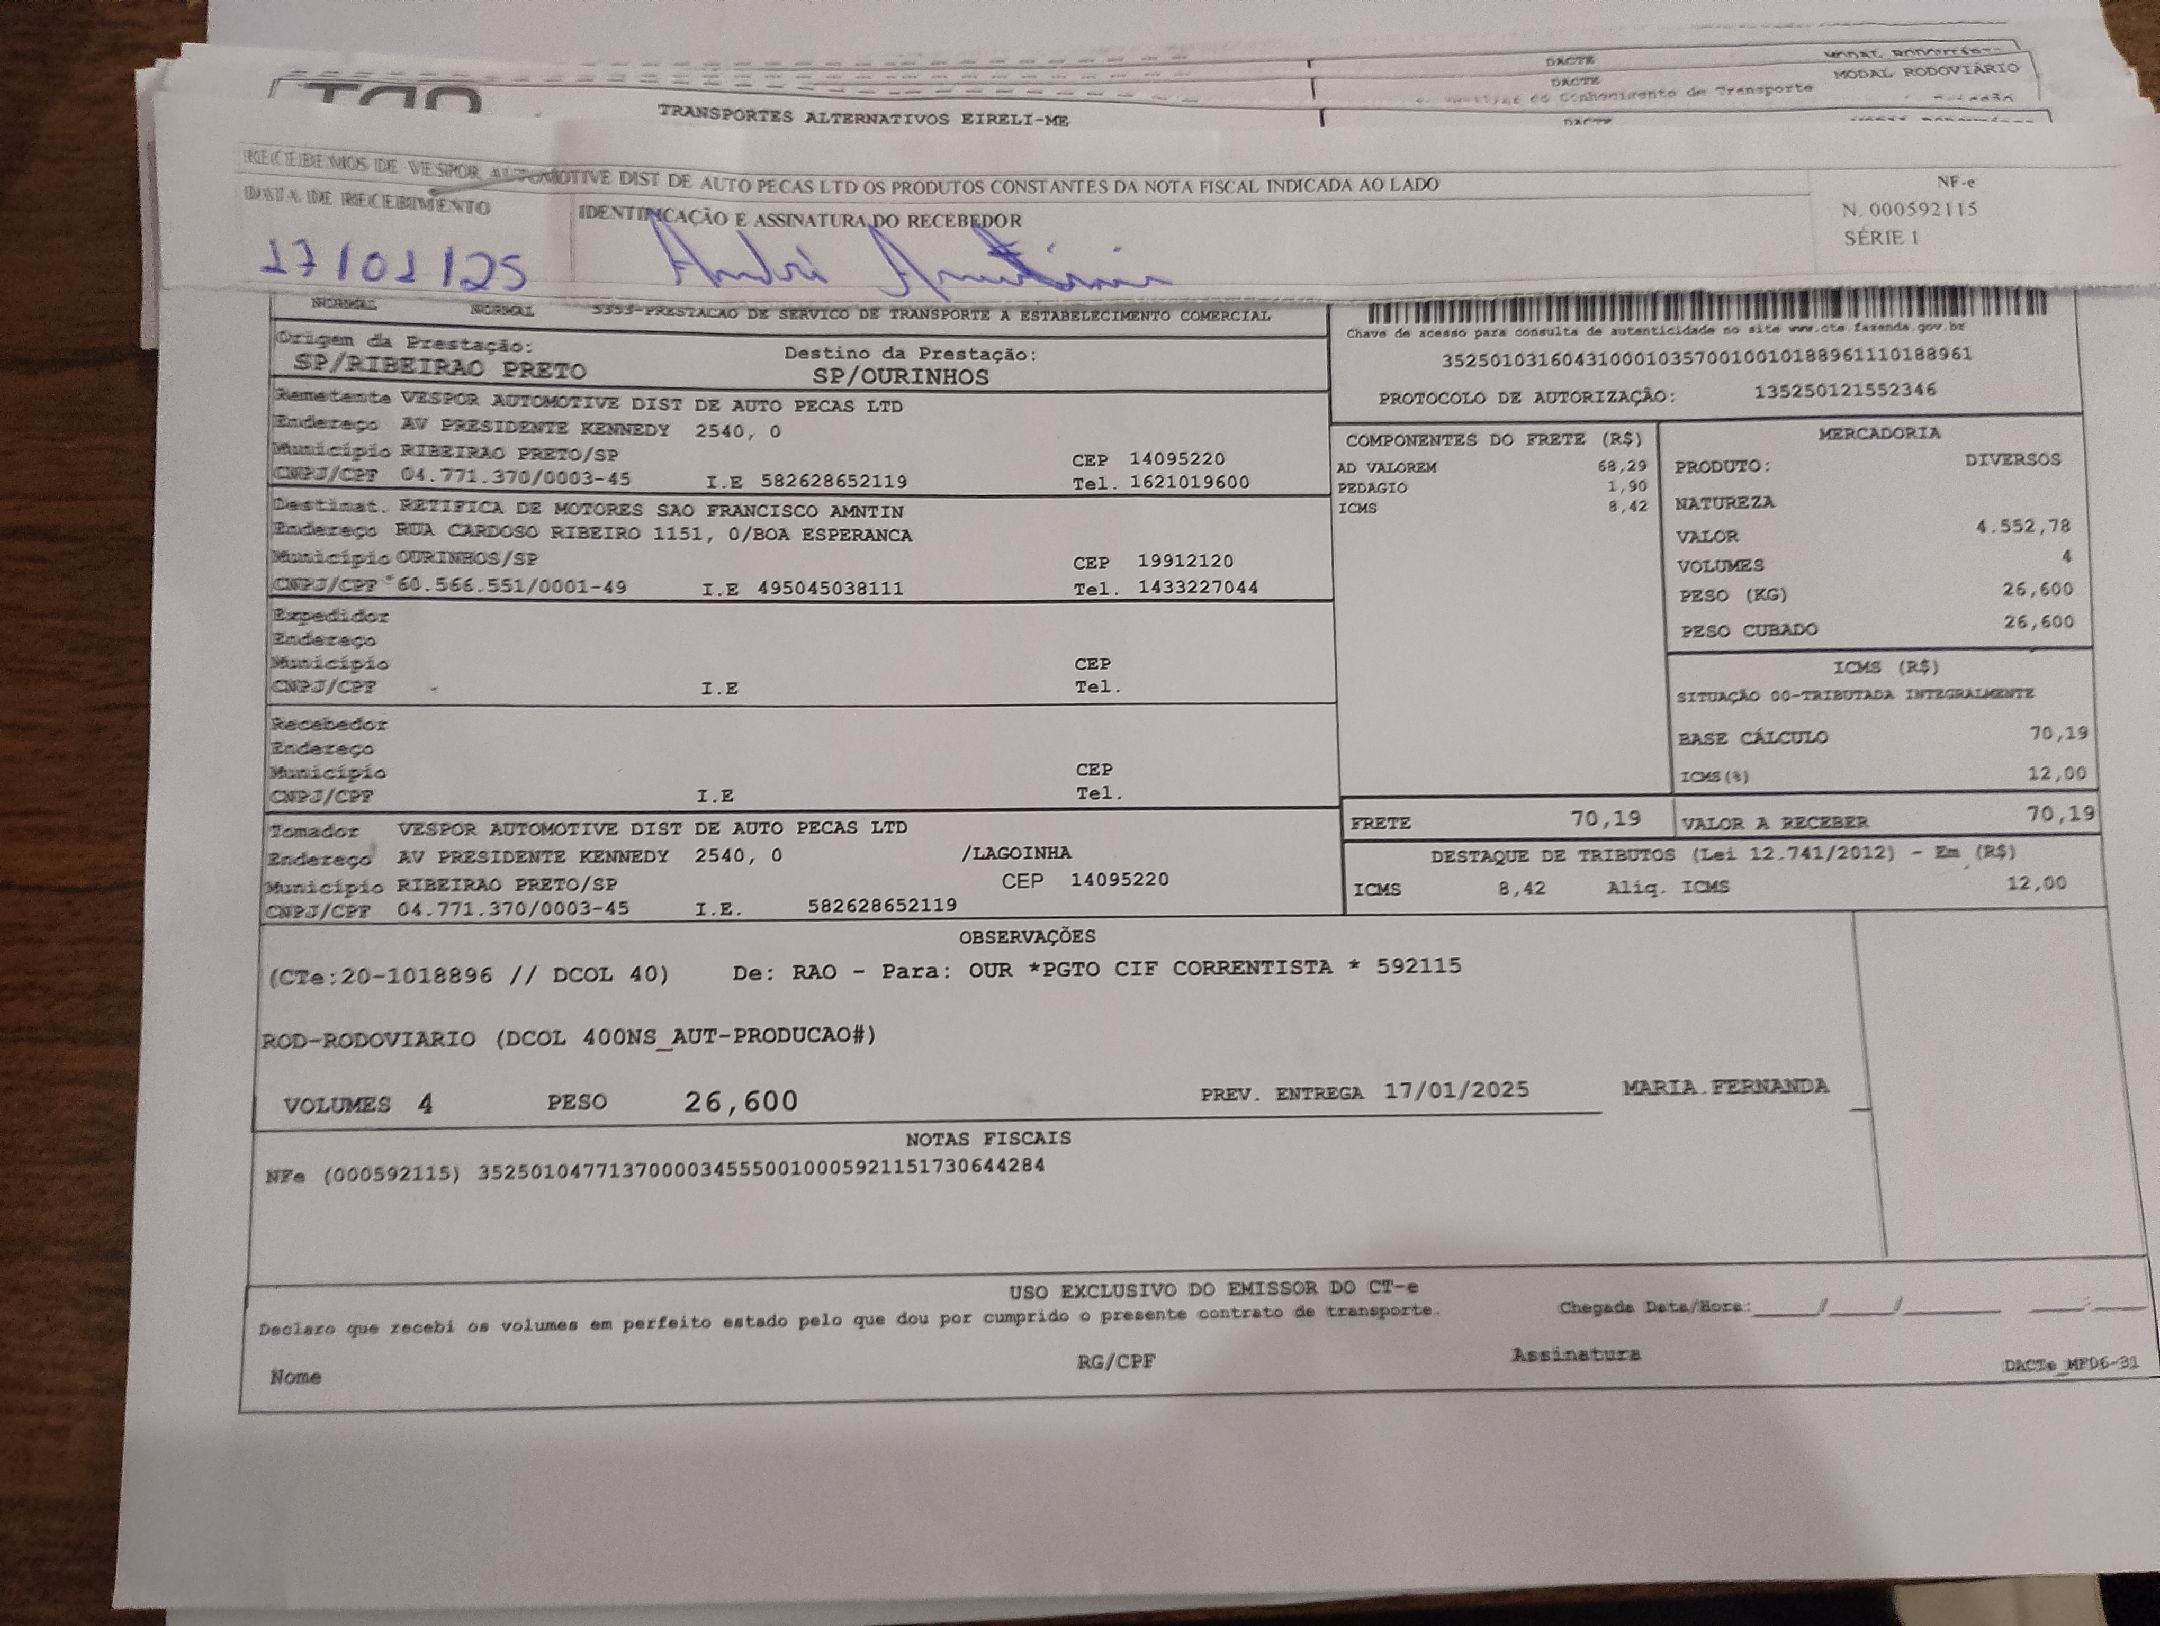 DACTE
MODAL RODOVIÁRIO
DACTE
Conhecimento de Transporte
TRANSPORTES ALTERNATIVOS EIRELI-ME
DACTE
RECEBEMOS DE VESPOR AUTOMOTIVE DIST DE AUTO PECAS LTD OS PRODUTOS CONSTANTES DA NOTA FISCAL INDICADA AO LADO
NF-e
N. 000592115
SÉRIE 1
DATA DE RECEBIMENTO
IDENTIFICAÇÃO E ASSINATURA DO RECEBEDOR
17/01/25
André
NORMAL NORMAL 5353-PRESTACAO DE SERVICO DE TRANSPORTE A ESTABELECIMENTO COMERCIAL
Chave de acesso para consulta de autenticidade no site www.cte.fazenda.gov.br
35250103160431000103570010010188961110188961
PROTOCOLO DE AUTORIZAÇÃO: 135250121552346
Origem da Prestação:
SP/RIBEIRAO PRETO
Destino da Prestação:
SP/OURINHOS
Remetente VESPOR AUTOMOTIVE DIST DE AUTO PECAS LTD
Endereço AV PRESIDENTE KENNEDY 2540, 0
Município RIBEIRAO PRETO/SP CEP 14095220
CNPJ/CPF 04.771.370/0003-45 I.E 582628652119 Tel. 1621019600
Destinat. RETIFICA DE MOTORES SAO FRANCISCO AMNTIN
Endereço RUA CARDOSO RIBEIRO 1151, 0/BOA ESPERANCA
Município OURINHOS/SP CEP 19912120
CNPJ/CPF 60.566.551/0001-49 I.E 495045038111 Tel. 1433227044
Expedidor
Endereço
Município CEP
CNPJ/CPF I.E Tel.
Recebedor
Endereço
Município CEP
CNPJ/CPF I.E Tel.
Tomador VESPOR AUTOMOTIVE DIST DE AUTO PECAS LTD
Endereço AV PRESIDENTE KENNEDY 2540, 0 /LAGOINHA
Município RIBEIRAO PRETO/SP CEP 14095220
CNPJ/CPF 04.771.370/0003-45 I.E. 582628652119
COMPONENTES DO FRETE (R$)
AD VALOREM 68,29
PEDAGIO 1,90
ICMS 8,42
MERCADORIA
PRODUTO: DIVERSOS
NATUREZA
VALOR 4.552,78
VOLUMES 4
PESO (KG) 26,600
PESO CUBADO 26,600
ICMS (R$)
SITUAÇÃO 00-TRIBUTADA INTEGRALMENTE
BASE CÁLCULO 70,19
ICMS(%) 12,00
FRETE 70,19 VALOR A RECEBER 70,19
DESTAQUE DE TRIBUTOS (Lei 12.741/2012) - Em (R$)
ICMS 8,42 Aliq. ICMS 12,00
OBSERVAÇÕES
(CTe:20-1018896 // DCOL 40) De: RAO - Para: OUR *PGTO CIF CORRENTISTA * 592115
ROD-RODOVIARIO (DCOL 400NS_AUT-PRODUCAO#)
VOLUMES 4 PESO 26,600 PREV. ENTREGA 17/01/2025 MARIA.FERNANDA
NOTAS FISCAIS
NFe (000592115) 35250104771370000345550010005921151730644284
USO EXCLUSIVO DO EMISSOR DO CT-e
Declaro que recebi os volumes em perfeito estado pelo que dou por cumprido o presente contrato de transporte.
Chegada Data/Hora:____/____/______ ___:___
Nome RG/CPF Assinatura
DACTe_MFD6-31